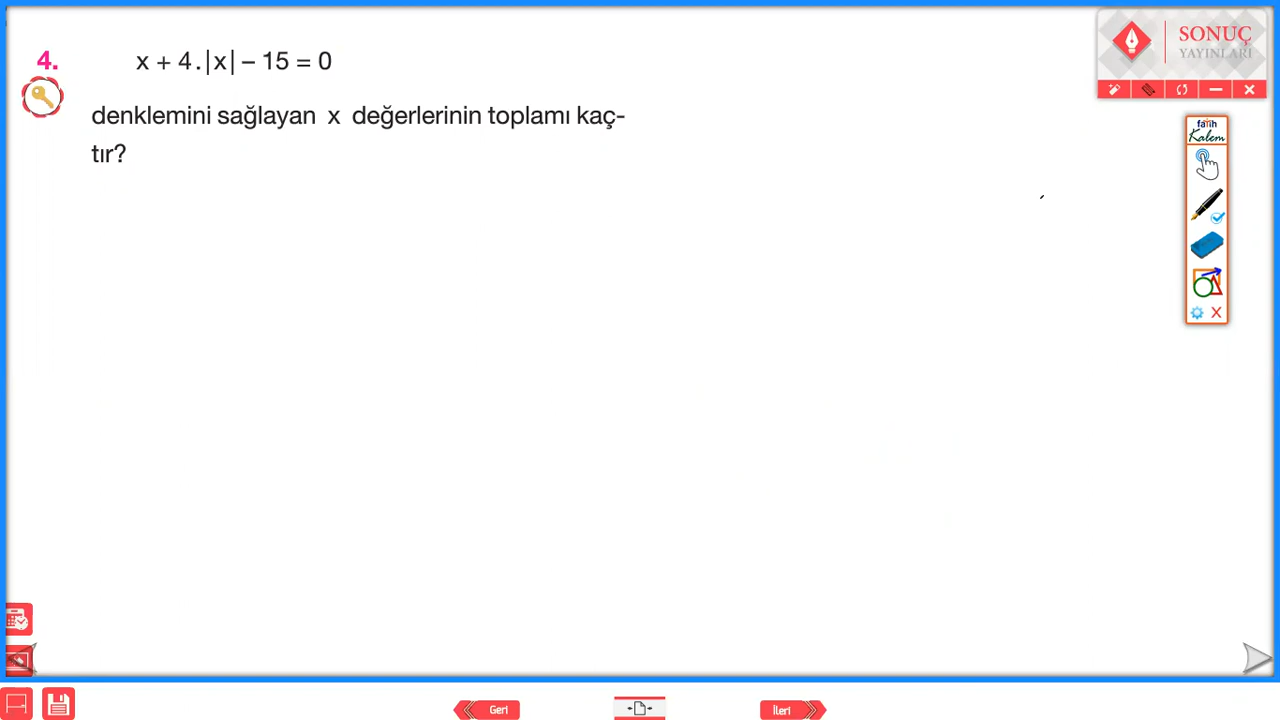 4. x + 4.|x| – 15 = 0
denklemini sağlayan x değerlerinin toplamı kaç-
tır?
SONUÇ
YAYINLARI
fatih
Kalem
Geri
İleri